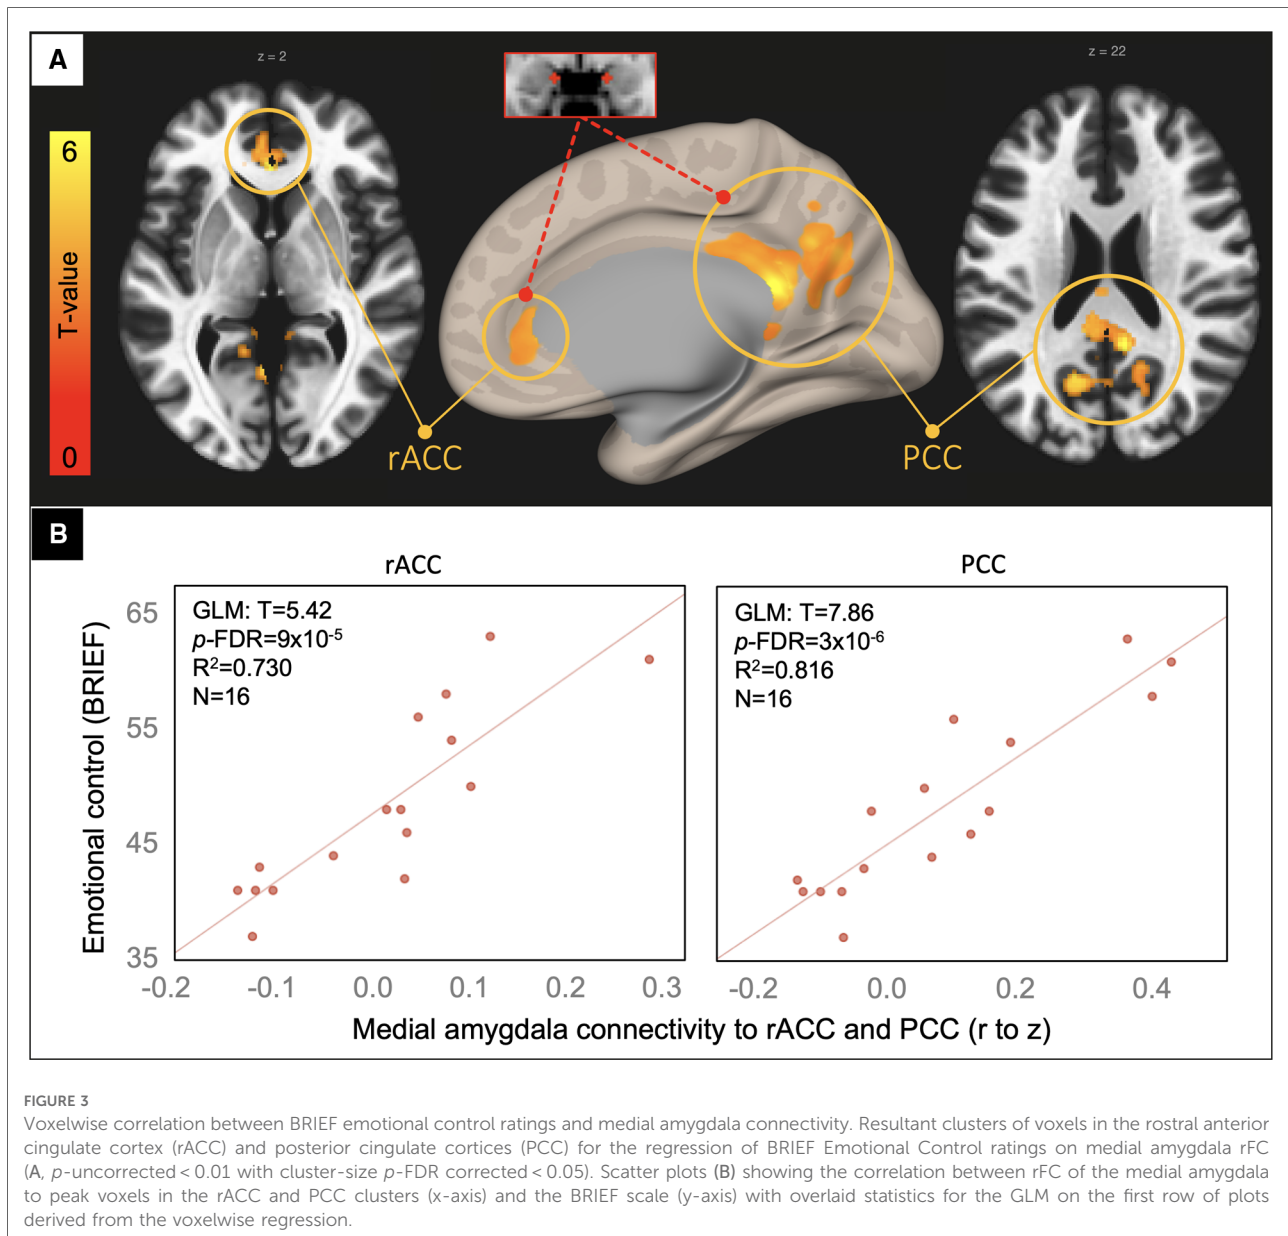 A
z = 2
z = 22
6
T-value
0
rACC
PCC
B
rACC
PCC
GLM: T=5.42
p-FDR=9x10⁻⁵
R²=0.730
N=16
GLM: T=7.86
p-FDR=3x10⁻⁶
R²=0.816
N=16
Emotional control (BRIEF)
65
55
45
35
-0.2 -0.1 0.0 0.1 0.2 0.3
-0.2 0.0 0.2 0.4
Medial amygdala connectivity to rACC and PCC (r to z)
FIGURE 3
Voxelwise correlation between BRIEF emotional control ratings and medial amygdala connectivity. Resultant clusters of voxels in the rostral anterior
cingulate cortex (rACC) and posterior cingulate cortices (PCC) for the regression of BRIEF Emotional Control ratings on medial amygdala rFC
(A, p-uncorrected < 0.01 with cluster-size p-FDR corrected < 0.05). Scatter plots (B) showing the correlation between rFC of the medial amygdala
to peak voxels in the rACC and PCC clusters (x-axis) and the BRIEF scale (y-axis) with overlaid statistics for the GLM on the first row of plots
derived from the voxelwise regression.